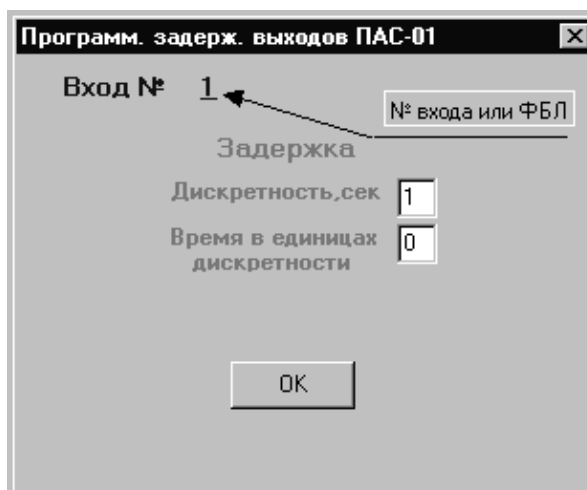 Программ. задерж. выходов ПАС-01
Вход № 1
№ входа или ФБЛ
Задержка
Дискретность,сек 1
Время в единицах 0
дискретности
OK